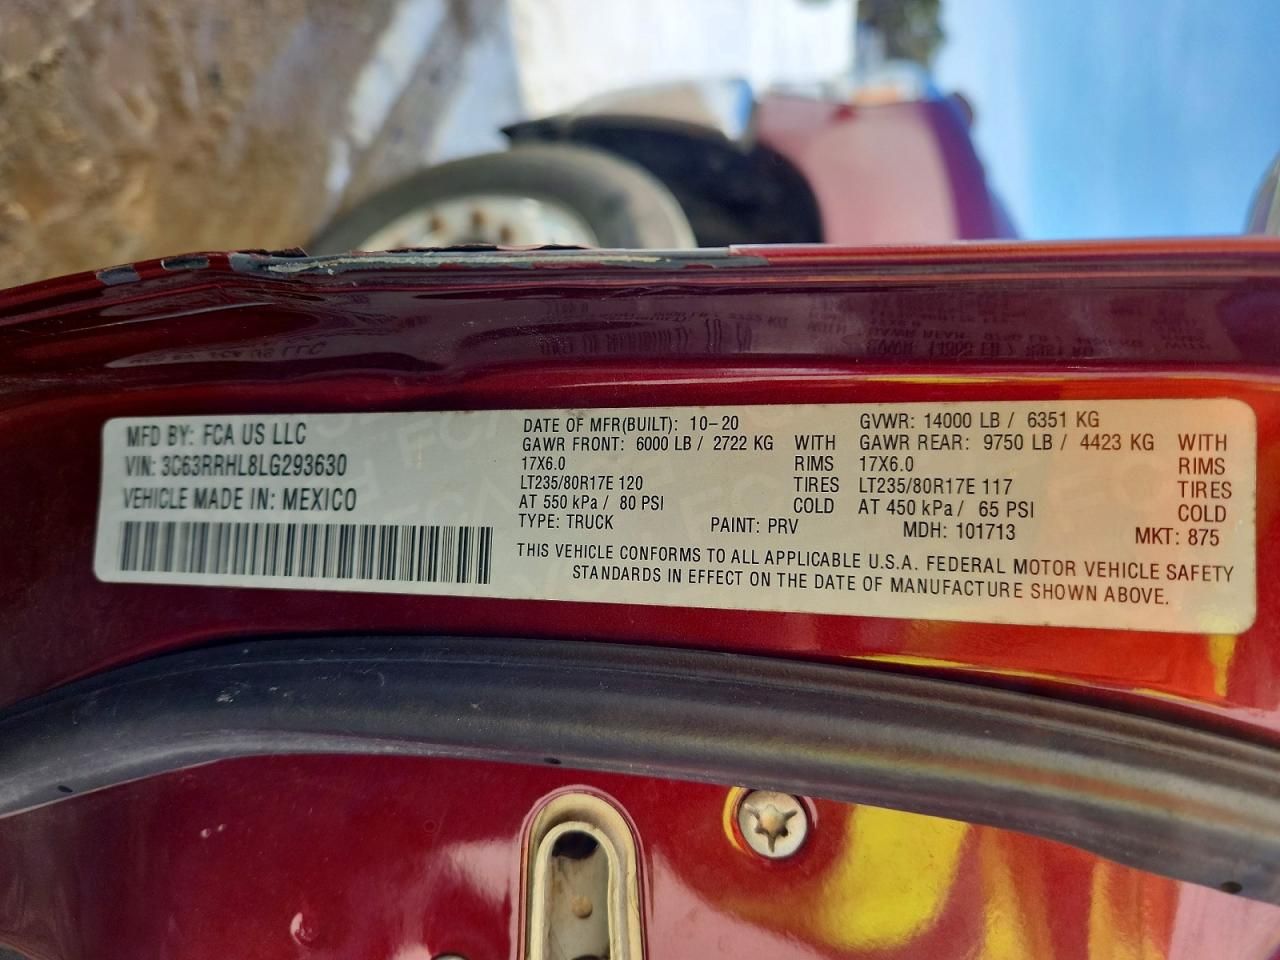 MFD BY: FCA US LLC
VIN: 3C63RRHL8LG293630
VEHICLE MADE IN: MEXICO
DATE OF MFR(BUILT): 10-20 GVWR: 14000 LB / 6351 KG
GAWR FRONT: 6000 LB / 2722 KG WITH GAWR REAR: 9750 LB / 4423 KG WITH
17X6.0 RIMS 17X6.0 RIMS
LT235/80R17E 120 TIRES LT235/80R17E 117 TIRES
AT 550 kPa / 80 PSI COLD AT 450 kPa / 65 PSI COLD
TYPE: TRUCK PAINT: PRV MDH: 101713 MKT: 875
THIS VEHICLE CONFORMS TO ALL APPLICABLE U.S.A. FEDERAL MOTOR VEHICLE SAFETY
STANDARDS IN EFFECT ON THE DATE OF MANUFACTURE SHOWN ABOVE.